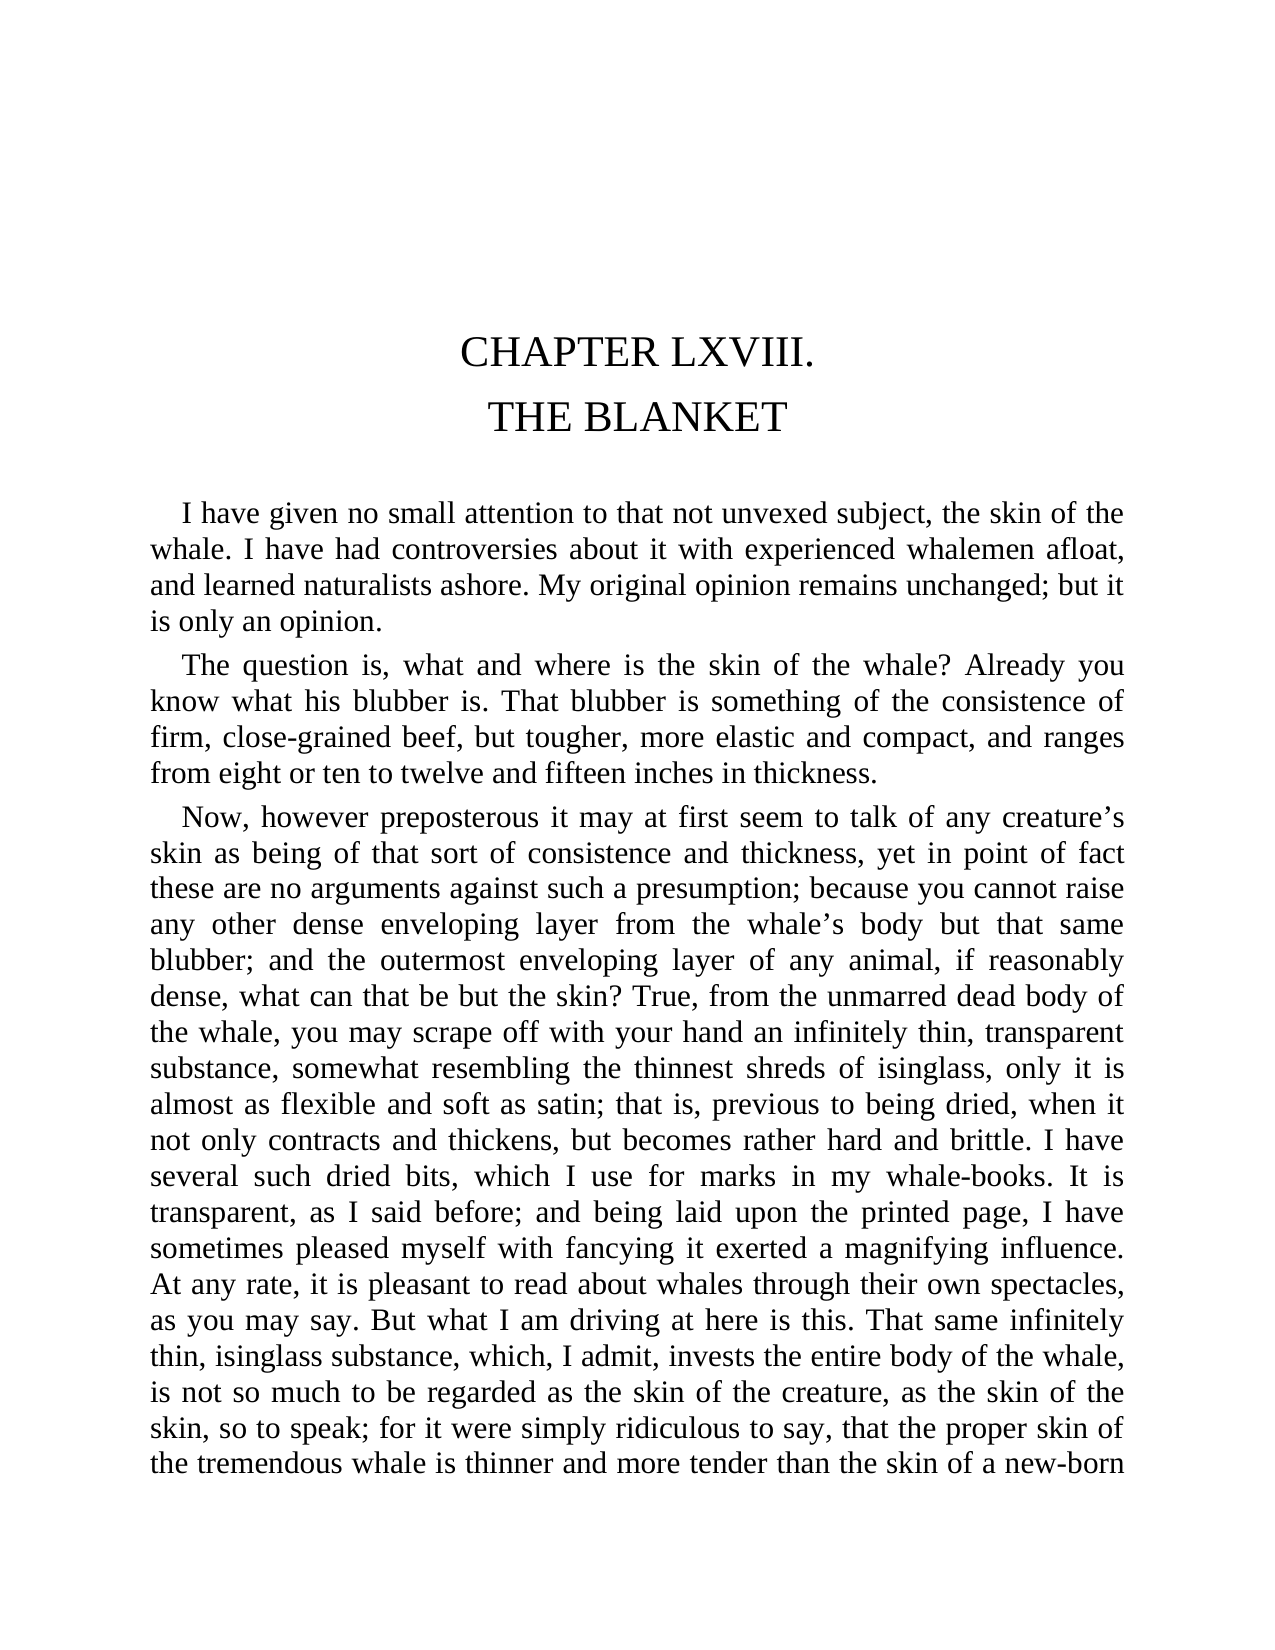 CHAPTER LXVIII.
THE BLANKET
I have given no small attention to that not unvexed subject, the skin of the
whale. I have had controversies about it with experienced whalemen afloat,
and learned naturalists ashore. My original opinion remains unchanged; but it
is only an opinion.
The question is, what and where is the skin of the whale? Already you
know what his blubber is. That blubber is something of the consistence of
firm, close-grained beef, but tougher, more elastic and compact, and ranges
from eight or ten to twelve and fifteen inches in thickness.
Now, however preposterous it may at first seem to talk of any creature’s
skin as being of that sort of consistence and thickness, yet in point of fact
these are no arguments against such a presumption; because you cannot raise
any other dense enveloping layer from the whale’s body but that same
blubber; and the outermost enveloping layer of any animal, if reasonably
dense, what can that be but the skin? True, from the unmarred dead body of
the whale, you may scrape off with your hand an infinitely thin, transparent
substance, somewhat resembling the thinnest shreds of isinglass, only it is
almost as flexible and soft as satin; that is, previous to being dried, when it
not only contracts and thickens, but becomes rather hard and brittle. I have
several such dried bits, which I use for marks in my whale-books. It is
transparent, as I said before; and being laid upon the printed page, I have
sometimes pleased myself with fancying it exerted a magnifying influence.
At any rate, it is pleasant to read about whales through their own spectacles,
as you may say. But what I am driving at here is this. That same infinitely
thin, isinglass substance, which, I admit, invests the entire body of the whale,
is not so much to be regarded as the skin of the creature, as the skin of the
skin, so to speak; for it were simply ridiculous to say, that the proper skin of
the tremendous whale is thinner and more tender than the skin of a new-born